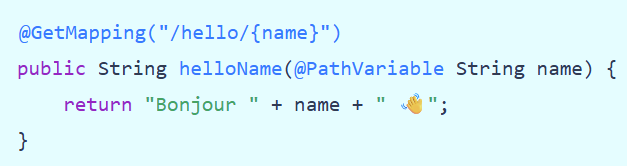 @GetMapping("/hello/{name}")
public String helloName(@PathVariable String name) {
    return "Bonjour " + name + " 👋";
}